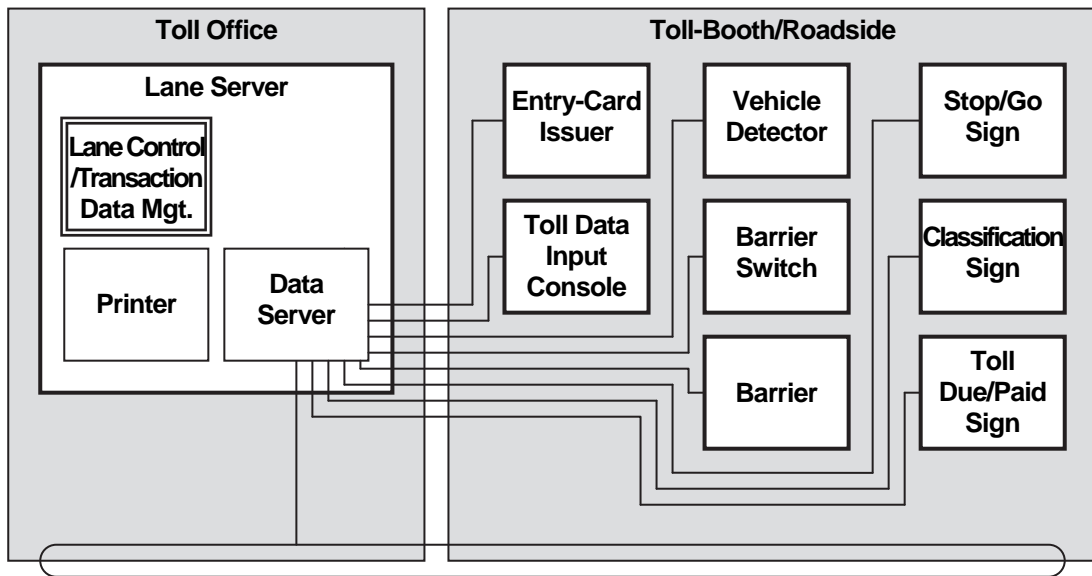 Toll Office
Lane Server
Lane Control
/Transaction
Data Mgt.
Printer
Data
Server
Toll-Booth/Roadside
Entry-Card
Issuer
Vehicle
Detector
Stop/Go
Sign
Toll Data
Input
Console
Barrier
Switch
Classification
Sign
Barrier
Toll
Due/Paid
Sign